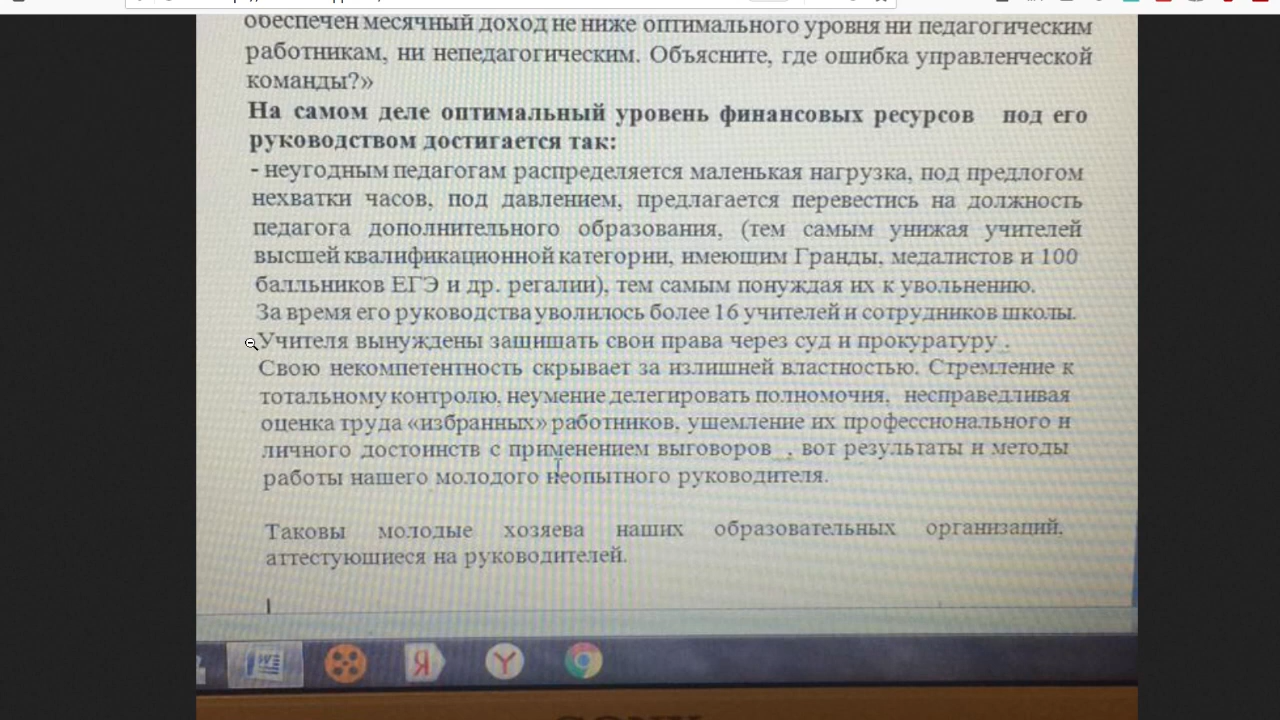 обеспечен месячный доход не ниже оптимального уровня ни педагогическим
работникам, ни непедагогическим. Объясните, где ошибка управленческой
команды?»
На самом деле оптимальный уровень финансовых ресурсов под его
руководством достигается так:
- неугодным педагогам распределяется маленькая нагрузка, под предлогом
нехватки часов, под давлением, предлагается перевестись на должность
педагога дополнительного образования, (тем самым унижая учителей
высшей квалификационной категории, имеющим Гранды, медалистов и 100
балльников ЕГЭ и др. регалии), тем самым понуждая их к увольнению.
За время его руководства уволилось более 16 учителей и сотрудников школы.
Учителя вынуждены защищать свои права через суд и прокуратуру .
Свою некомпетентность скрывает за излишней властностью. Стремление к
тотальному контролю, неумение делегировать полномочия, несправедливая
оценка труда «избранных» работников, ущемление их профессионального и
личного достоинств с применением выговоров , вот результаты и методы
работы нашего молодого неопытного руководителя.
Таковы молодые хозяева наших образовательных организаций,
аттестующиеся на руководителей.
W
Я
Y